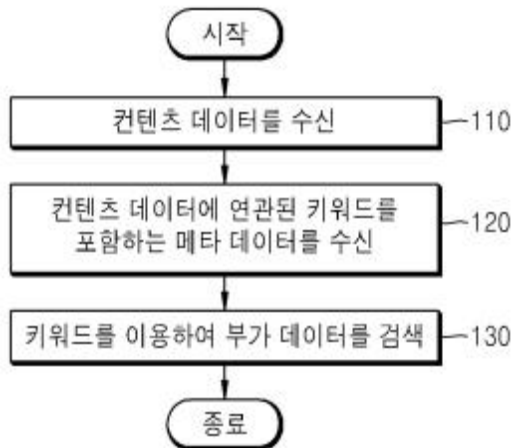 시작
컨텐츠 데이터를 수신
110
컨텐츠 데이터에 연관된 키워드를
포함하는 메타 데이터를 수신
120
키워드를 이용하여 부가 데이터를 검색
130
종료